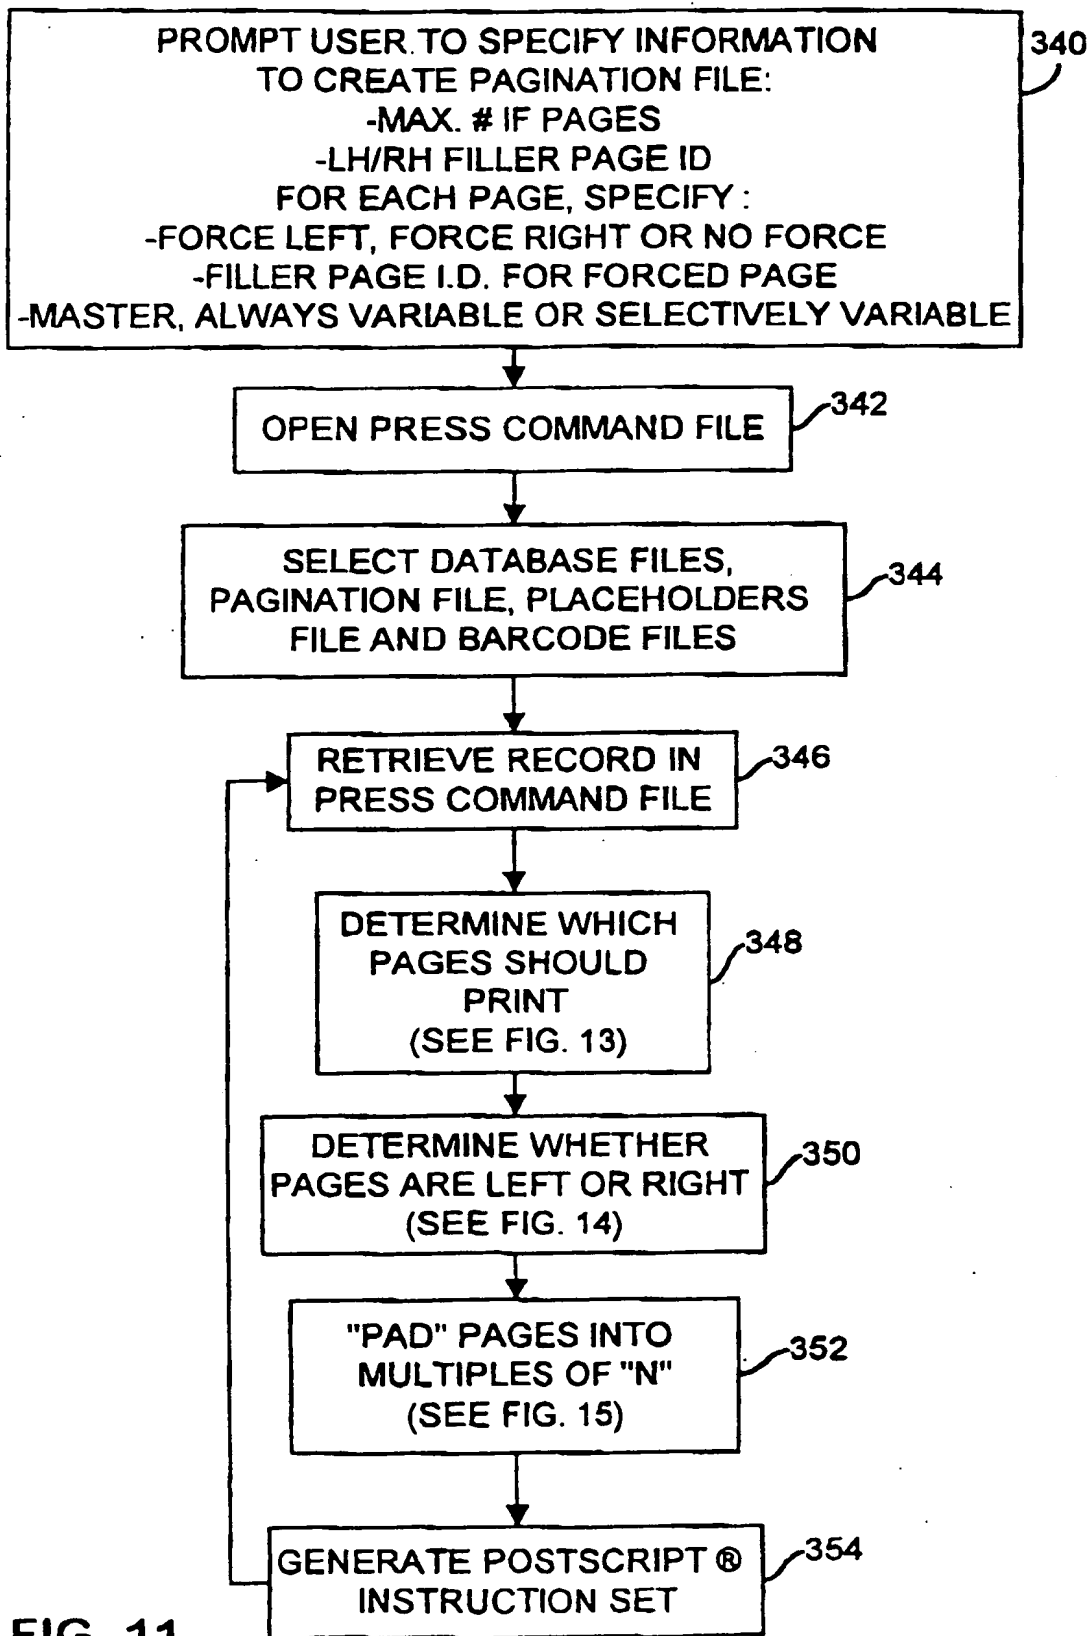 PROMPT USER TO SPECIFY INFORMATION
TO CREATE PAGINATION FILE:
-MAX. # IF PAGES
-LH/RH FILLER PAGE ID
FOR EACH PAGE, SPECIFY :
-FORCE LEFT, FORCE RIGHT OR NO FORCE
-FILLER PAGE I.D. FOR FORCED PAGE
-MASTER, ALWAYS VARIABLE OR SELECTIVELY VARIABLE
340
OPEN PRESS COMMAND FILE
342
SELECT DATABASE FILES,
PAGINATION FILE, PLACEHOLDERS
FILE AND BARCODE FILES
344
RETRIEVE RECORD IN
PRESS COMMAND FILE
346
DETERMINE WHICH
PAGES SHOULD
PRINT
(SEE FIG. 13)
348
DETERMINE WHETHER
PAGES ARE LEFT OR RIGHT
(SEE FIG. 14)
350
"PAD" PAGES INTO
MULTIPLES OF "N"
(SEE FIG. 15)
352
GENERATE POSTSCRIPT ®
INSTRUCTION SET
354
FIG. 11